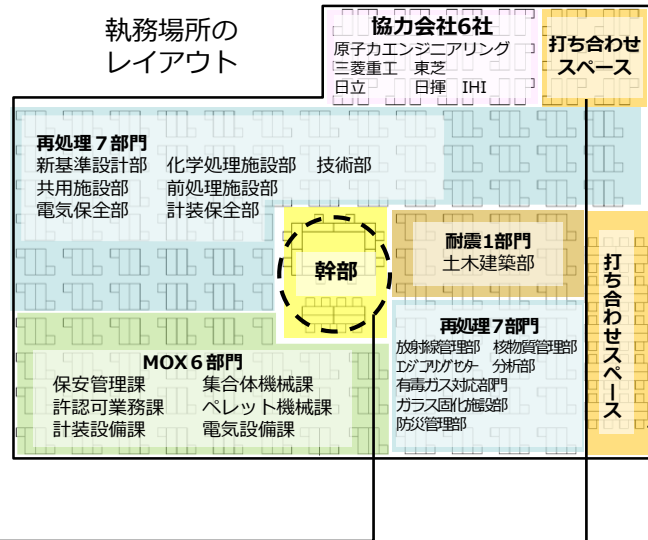 執務場所の
レイアウト
協力会社6社
原子力エンジニアリング
三菱重工 東芝
日立 日揮 IHI
打ち合わせ
スペース
再処理７部門
新基準設計部 化学処理施設部 技術部
共用施設部 前処理施設部
電気保全部 計装保全部
幹部
耐震1部門
土木建築部
打ち合わせスペース
MOX６部門
保安管理課 集合体機械課
許認可業務課 ペレット機械課
計装設備課 電気設備課
再処理7部門
放射線管理部 核物質管理部
エンジニアリングセンター 分析部
有毒ガス対応部門
ガラス固化施設部
防災管理部